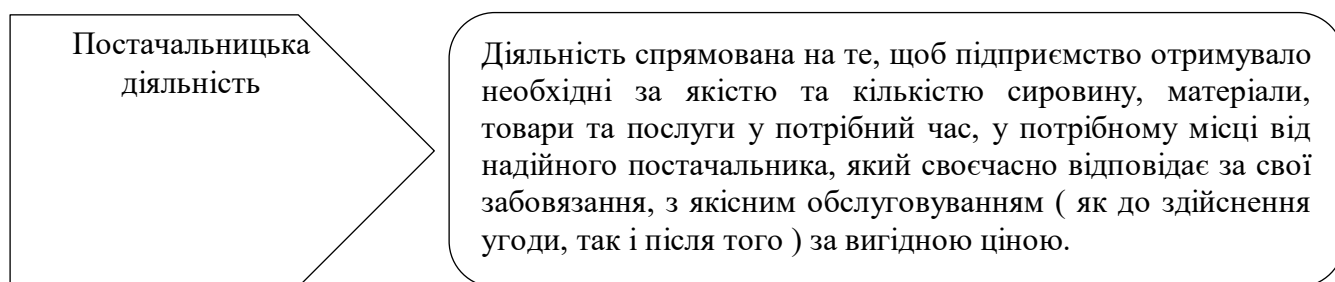 Постачальницька
діяльність
Діяльність спрямована на те, щоб підприємство отримувало
необхідні за якістю та кількістю сировину, матеріали,
товари та послуги у потрібний час, у потрібному місці від
надійного постачальника, який своєчасно відповідає за свої
забовязання, з якісним обслуговуванням ( як до здійснення
угоди, так і після того ) за вигідною ціною.